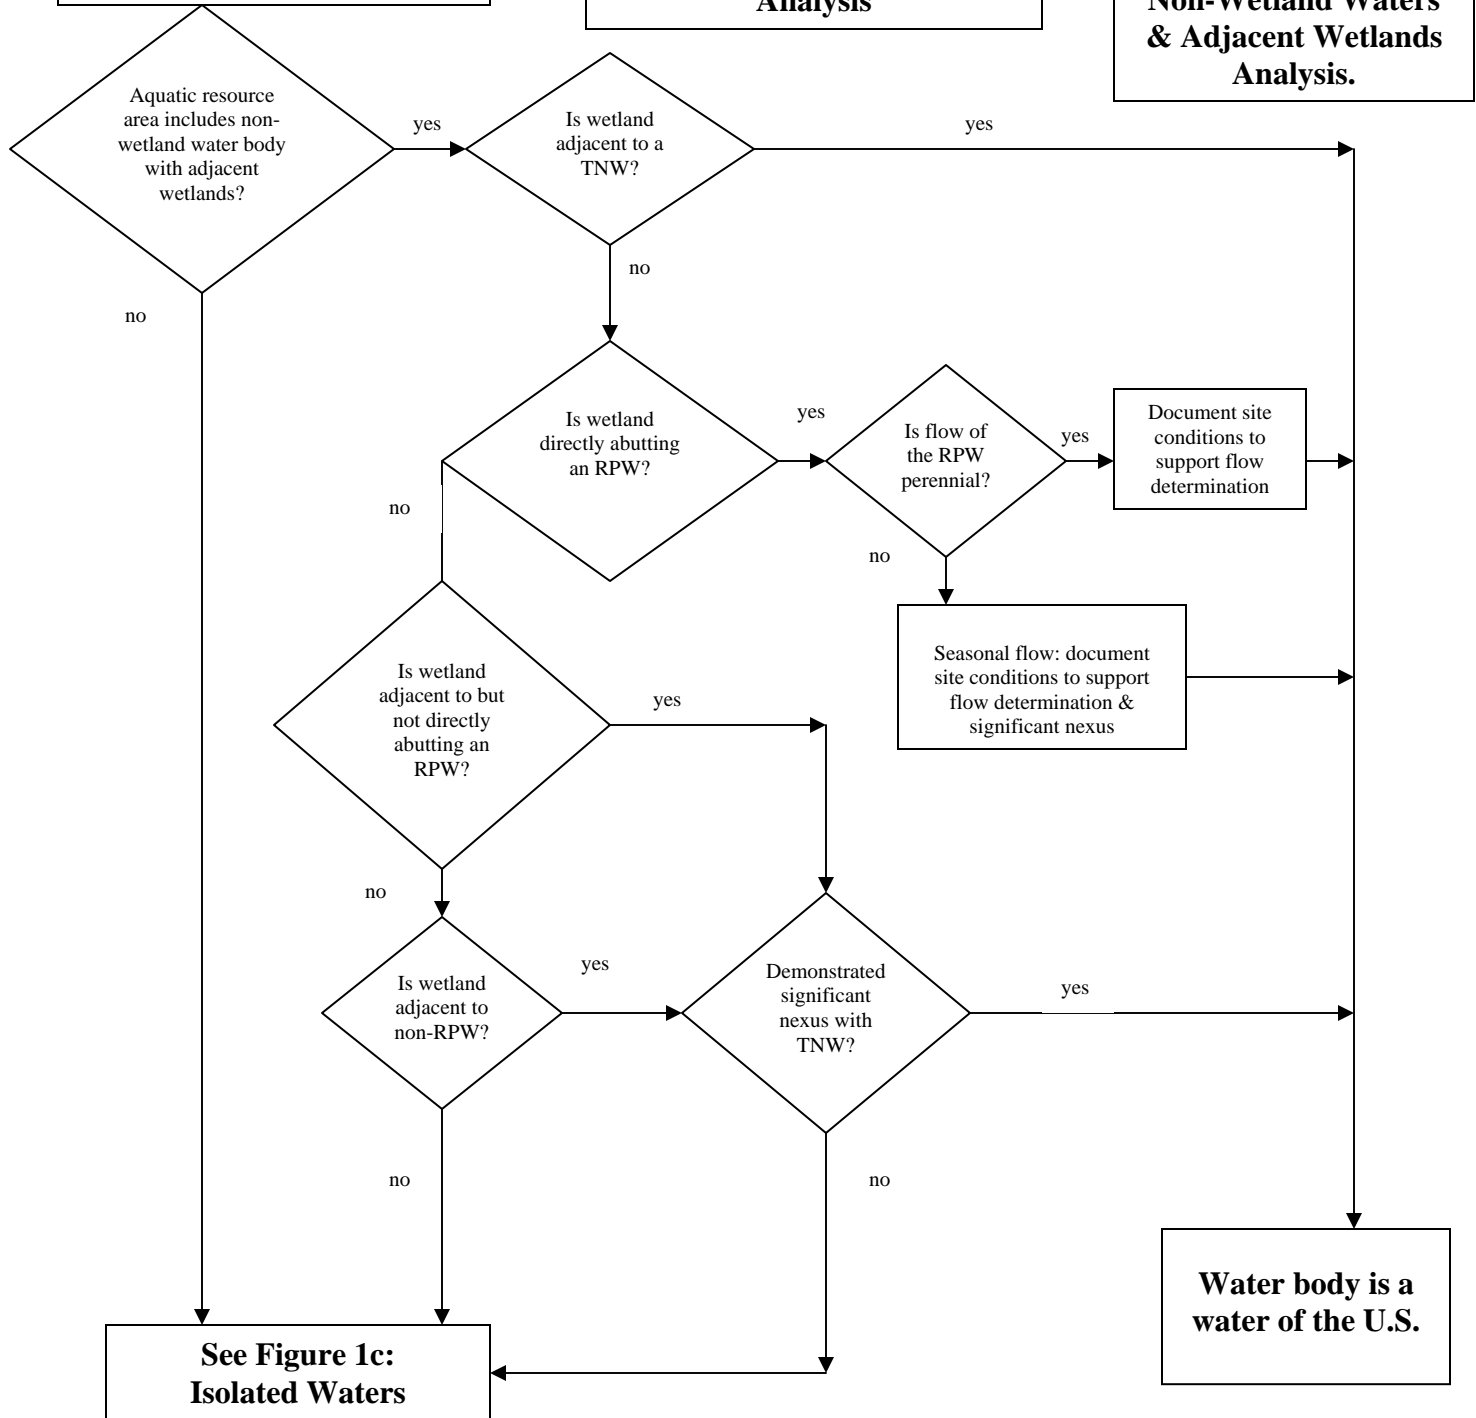 Analysis
Non-Wetland Waters
& Adjacent Wetlands
Analysis.
Aquatic resource
area includes non-
wetland water body
with adjacent
wetlands?
yes
Is wetland
adjacent to a
TNW?
yes
no
no
Is wetland
directly abutting
an RPW?
yes
Is flow of
the RPW
perennial?
yes
Document site
conditions to
support flow
determination
no
no
Seasonal flow: document
site conditions to support
flow determination &
significant nexus
Is wetland
adjacent to but
not directly
abutting an
RPW?
yes
no
Is wetland
adjacent to
non-RPW?
yes
Demonstrated
significant
nexus with
TNW?
yes
no
no
Water body is a
water of the U.S.
See Figure 1c:
Isolated Waters